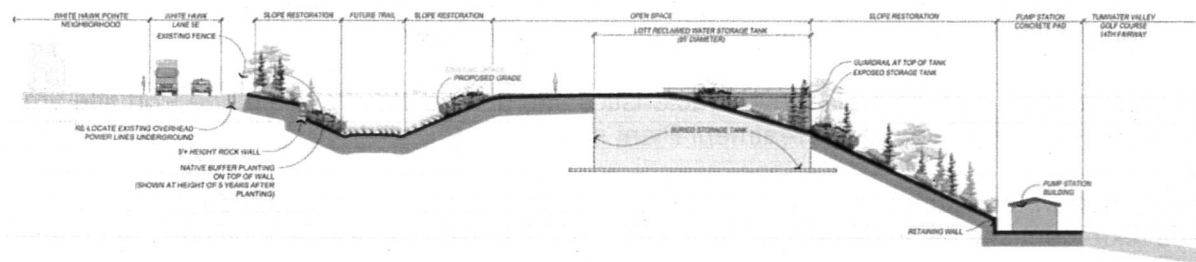 WHITE HAWK POINTE
NEIGHBORHOOD
WHITE HAWK
LANE SE
SLOPE RESTORATION
FUTURE TRAIL
SLOPE RESTORATION
OPEN SPACE
SLOPE RESTORATION
PUMP STATION
CONCRETE PAD
TUMWATER VALLEY
GOLF COURSE
14TH FAIRWAY
LOTT RECLAIMED WATER STORAGE TANK
DIAMETER)
EXISTING FENCE
EXISTING GRADE
PROPOSED GRADE
GUARDRAIL AT TOP OF TANK
EXPOSED STORAGE TANK
RE-LOCATE EXISTING OVERHEAD
POWER LINES UNDERGROUND
5'+ HEIGHT ROCK WALL
NATIVE BUFFER PLANTING
ON TOP OF WALL
(SHOWN AT HEIGHT OF 5 YEARS AFTER
PLANTING)
BURIED STORAGE TANK
PUMP STATION
BUILDING
RETAINING WALL